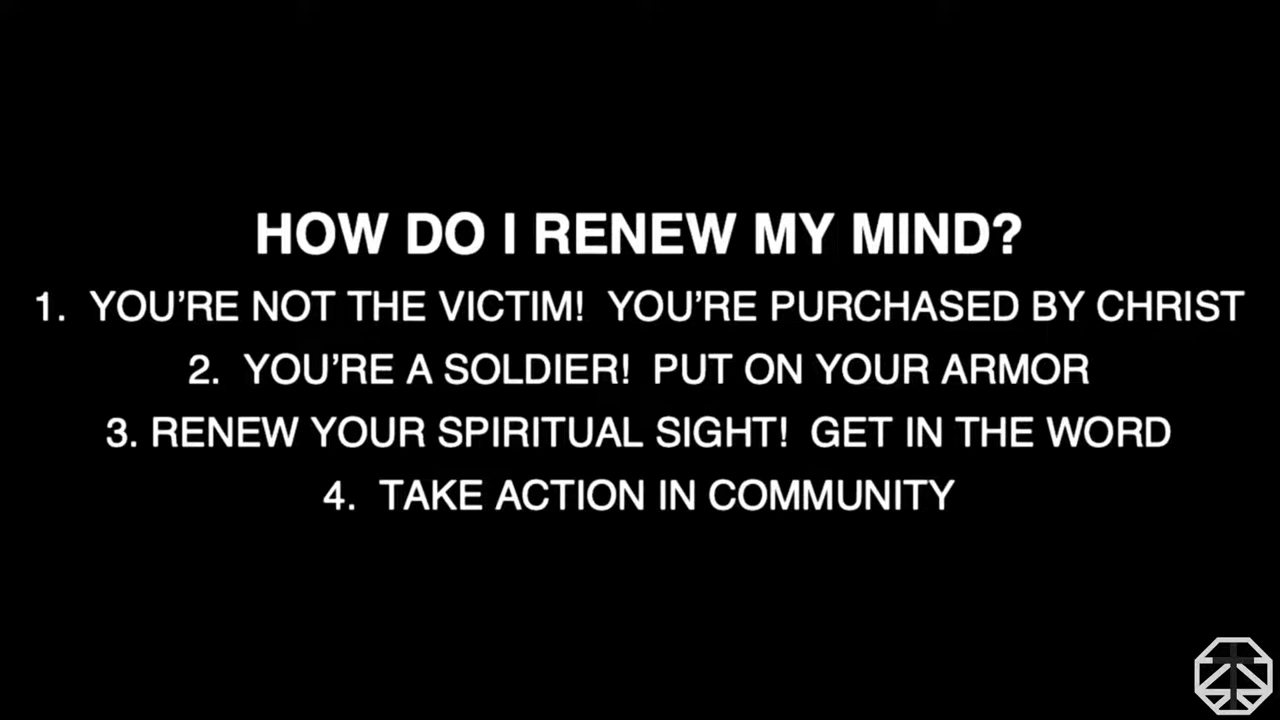 HOW DO I RENEW MY MIND?
1. YOU’RE NOT THE VICTIM! YOU’RE PURCHASED BY CHRIST
2. YOU’RE A SOLDIER! PUT ON YOUR ARMOR
3. RENEW YOUR SPIRITUAL SIGHT! GET IN THE WORD
4. TAKE ACTION IN COMMUNITY